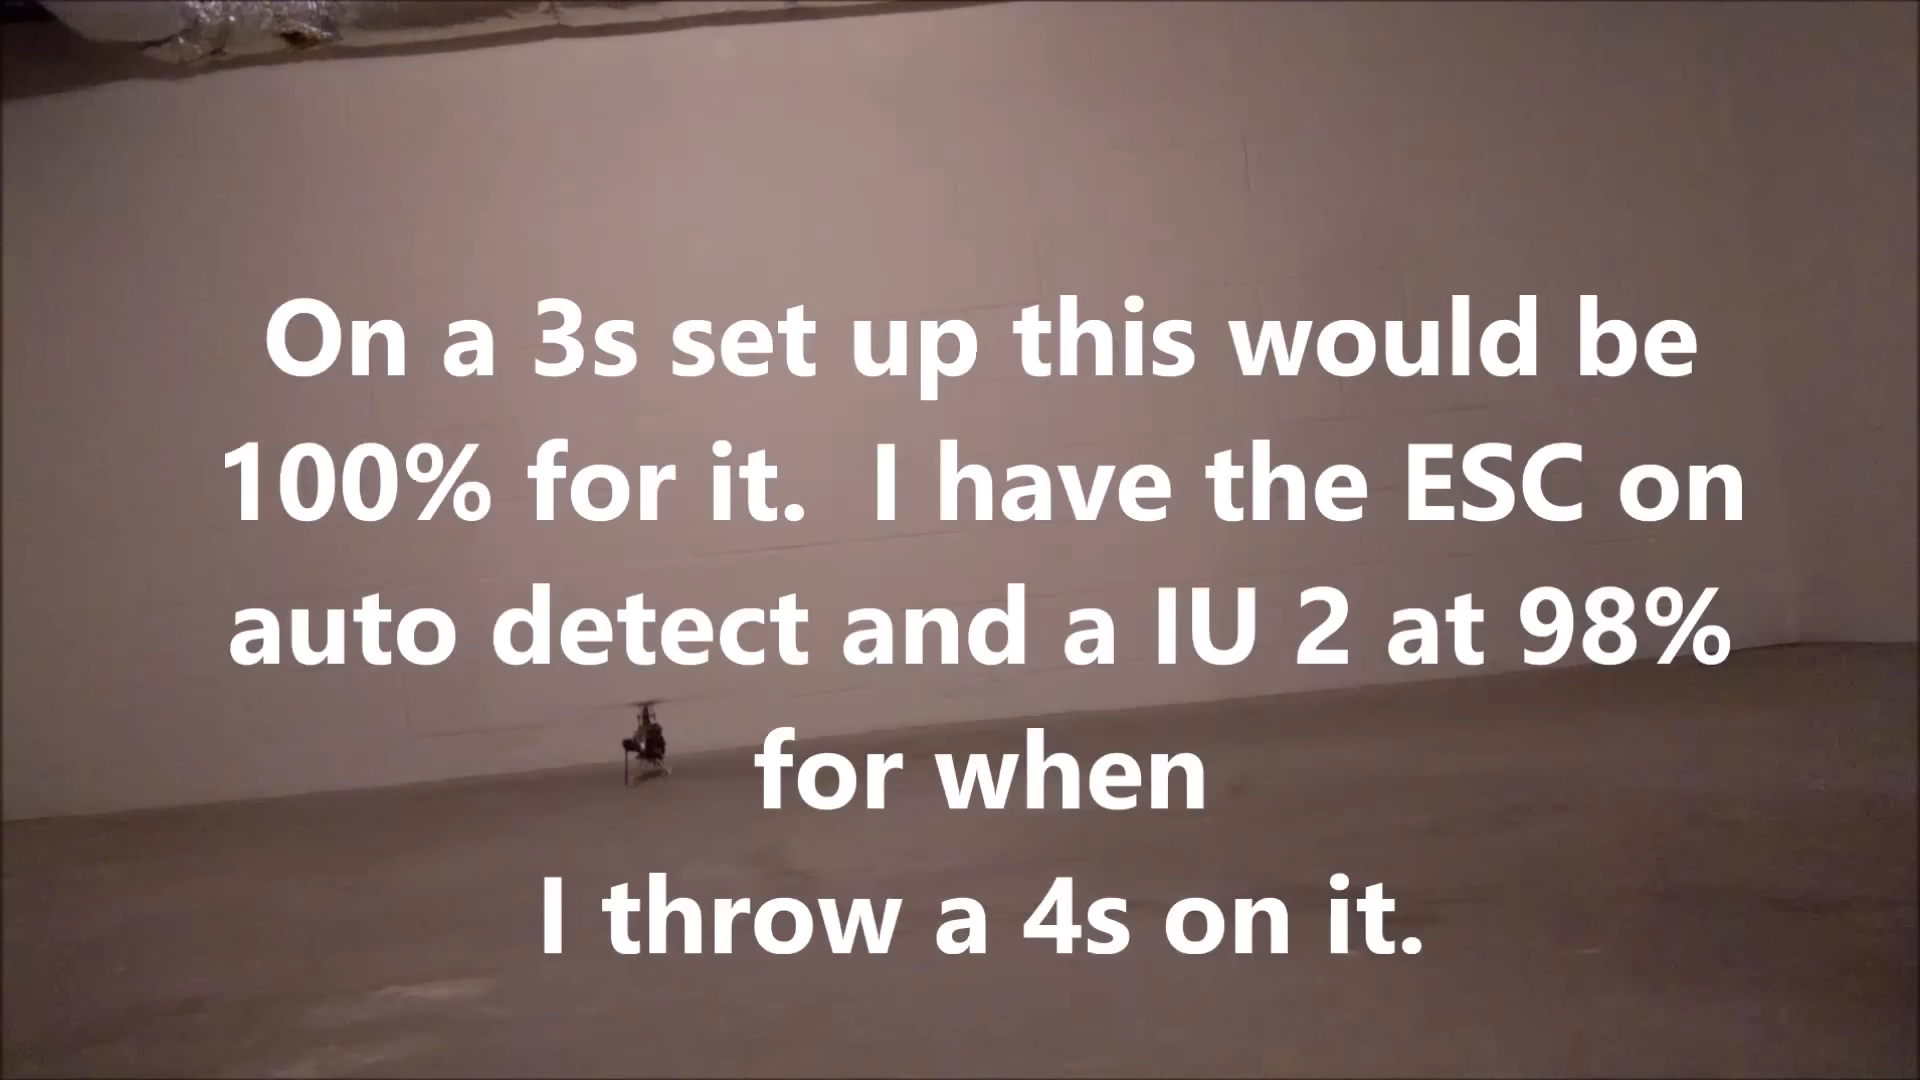 On a 3s set up this would be
100% for it.  I have the ESC on
auto detect and a IU 2 at 98%
for when
I throw a 4s on it.